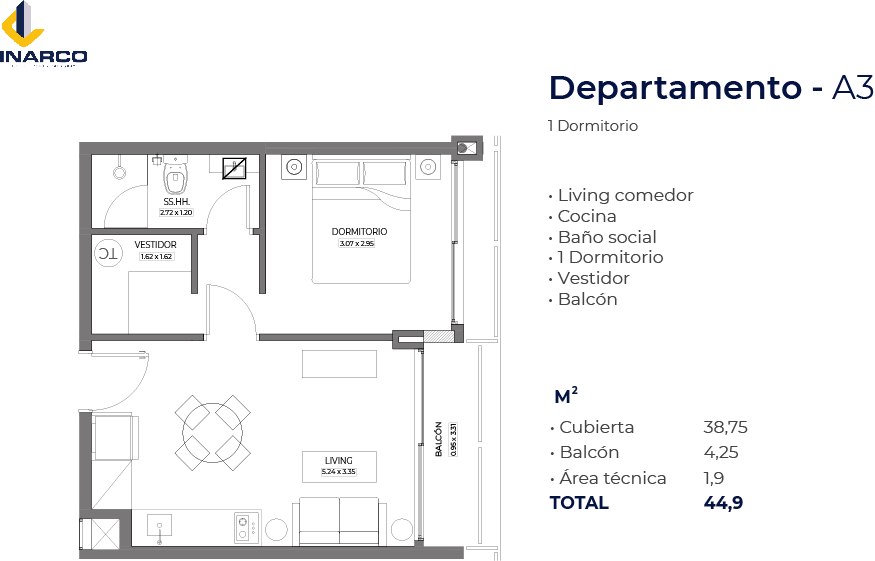 INARCO
Departamento - A3
1 Dormitorio
• Living comedor
• Cocina
• Baño social
• 1 Dormitorio
• Vestidor
• Balcón
M²
• Cubierta 38,75
• Balcón 4,25
• Área técnica 1,9
TOTAL 44,9
SS.HH.
2.72 x 1.20
VESTIDOR
1.62 x 1.62
TC
DORMITORIO
3.07 x 2.95
LIVING
5.24 x 3.35
BALCÓN
0.95 x 3.31